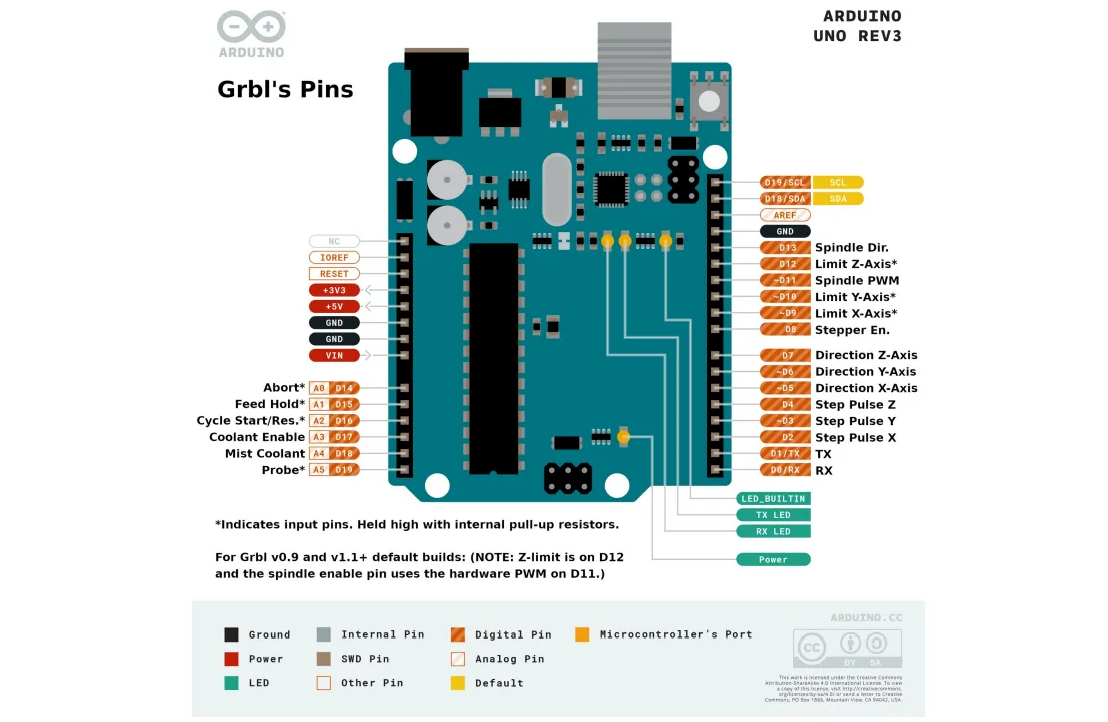 ARDUINO
ARDUINO
UNO REV3
Grbl's Pins
D19/SCL SCL
D18/SDA SDA
AREF
GND
D13 Spindle Dir.
D12 Limit Z-Axis*
~D11 Spindle PWM
~D10 Limit Y-Axis*
~D9 Limit X-Axis*
D8 Stepper En.
D7 Direction Z-Axis
~D6 Direction Y-Axis
~D5 Direction X-Axis
D4 Step Pulse Z
~D3 Step Pulse Y
D2 Step Pulse X
D1/TX TX
D0/RX RX
NC
IOREF
RESET
+3V3
+5V
GND
GND
VIN
Abort* A0 D14
Feed Hold* A1 D15
Cycle Start/Res.* A2 D16
Coolant Enable A3 D17
Mist Coolant A4 D18
Probe* A5 D19
LED_BUILTIN
TX LED
RX LED
Power
*Indicates input pins. Held high with internal pull-up resistors.
For Grbl v0.9 and v1.1+ default builds: (NOTE: Z-limit is on D12
and the spindle enable pin uses the hardware PWM on D11.)
Ground Internal Pin Digital Pin Microcontroller's Port
Power SWD Pin Analog Pin
LED Other Pin Default
ARDUINO.CC
CC
BY SA
This work is licensed under the Creative Commons
Attribution-ShareAlike 4.0 International License. To view
a copy of this license, visit http://creativecommons.
org/licenses/by-sa/4.0/ or send a letter to Creative
Commons, PO Box 1866, Mountain View, CA 94042, USA.